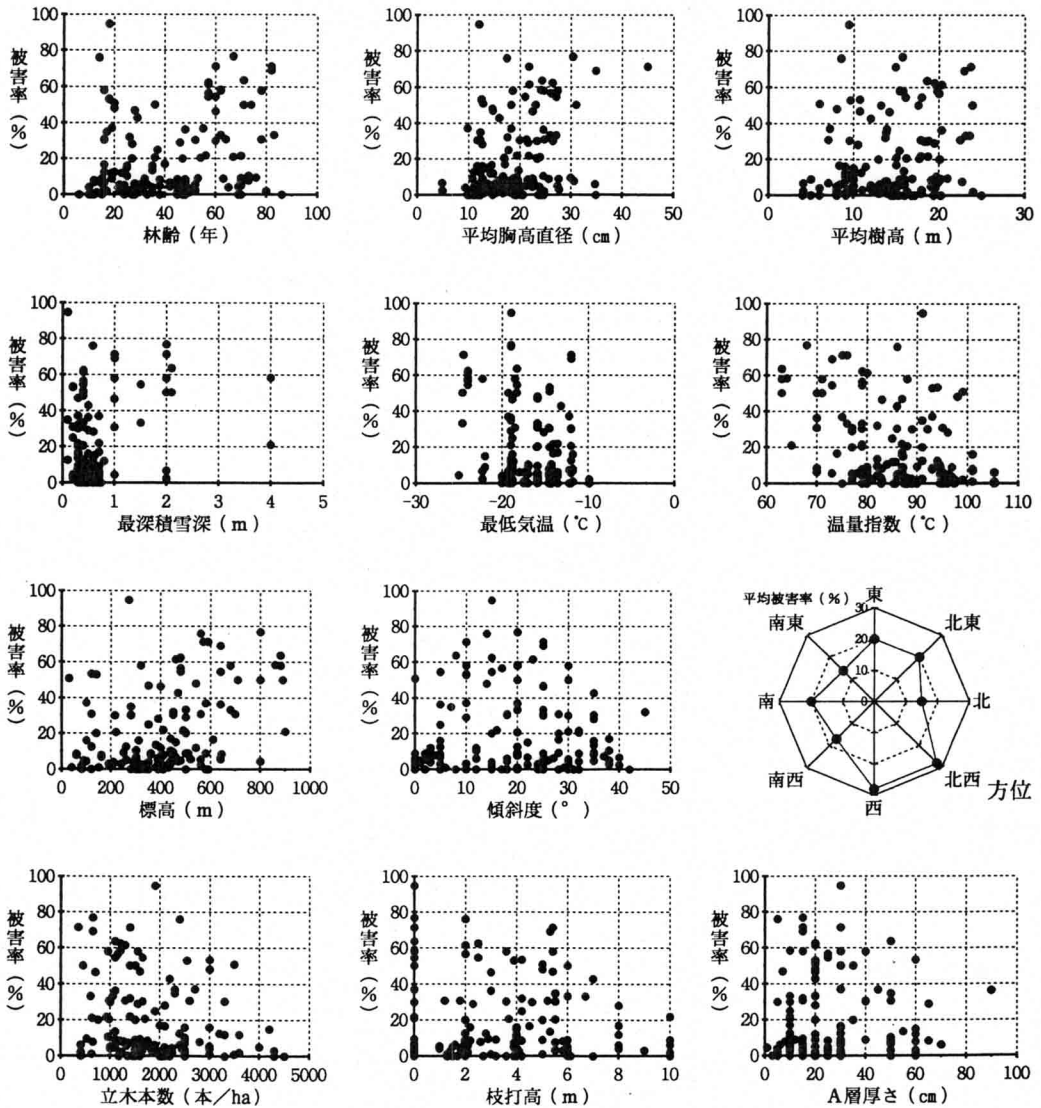 被害率(%)
100
80
60
40
20
0
0 20 40 60 80 100
林齢(年)
被害率(%)
100
80
60
40
20
0
0 10 20 30 40 50
平均胸高直径(cm)
被害率(%)
100
80
60
40
20
0
0 10 20 30
平均樹高(m)
被害率(%)
100
80
60
40
20
0
0 1 2 3 4 5
最深積雪深(m)
被害率(%)
100
80
60
40
20
0
-30 -20 -10 0
最低気温(℃)
被害率(%)
100
80
60
40
20
0
60 70 80 90 100 110
温量指数(℃)
被害率(%)
100
80
60
40
20
0
0 200 400 600 800 1000
標高(m)
被害率(%)
100
80
60
40
20
0
0 10 20 30 40 50
傾斜度(°)
平均被害率(%)
東
30
20
10
0
南東
北東
南
北
南西
北西
西
方位
被害率(%)
100
80
60
40
20
0
0 1000 2000 3000 4000 5000
立木本数(本/ha)
被害率(%)
100
80
60
40
20
0
0 2 4 6 8 10
枝打高(m)
被害率(%)
100
80
60
40
20
0
0 20 40 60 80 100
A層厚さ(cm)